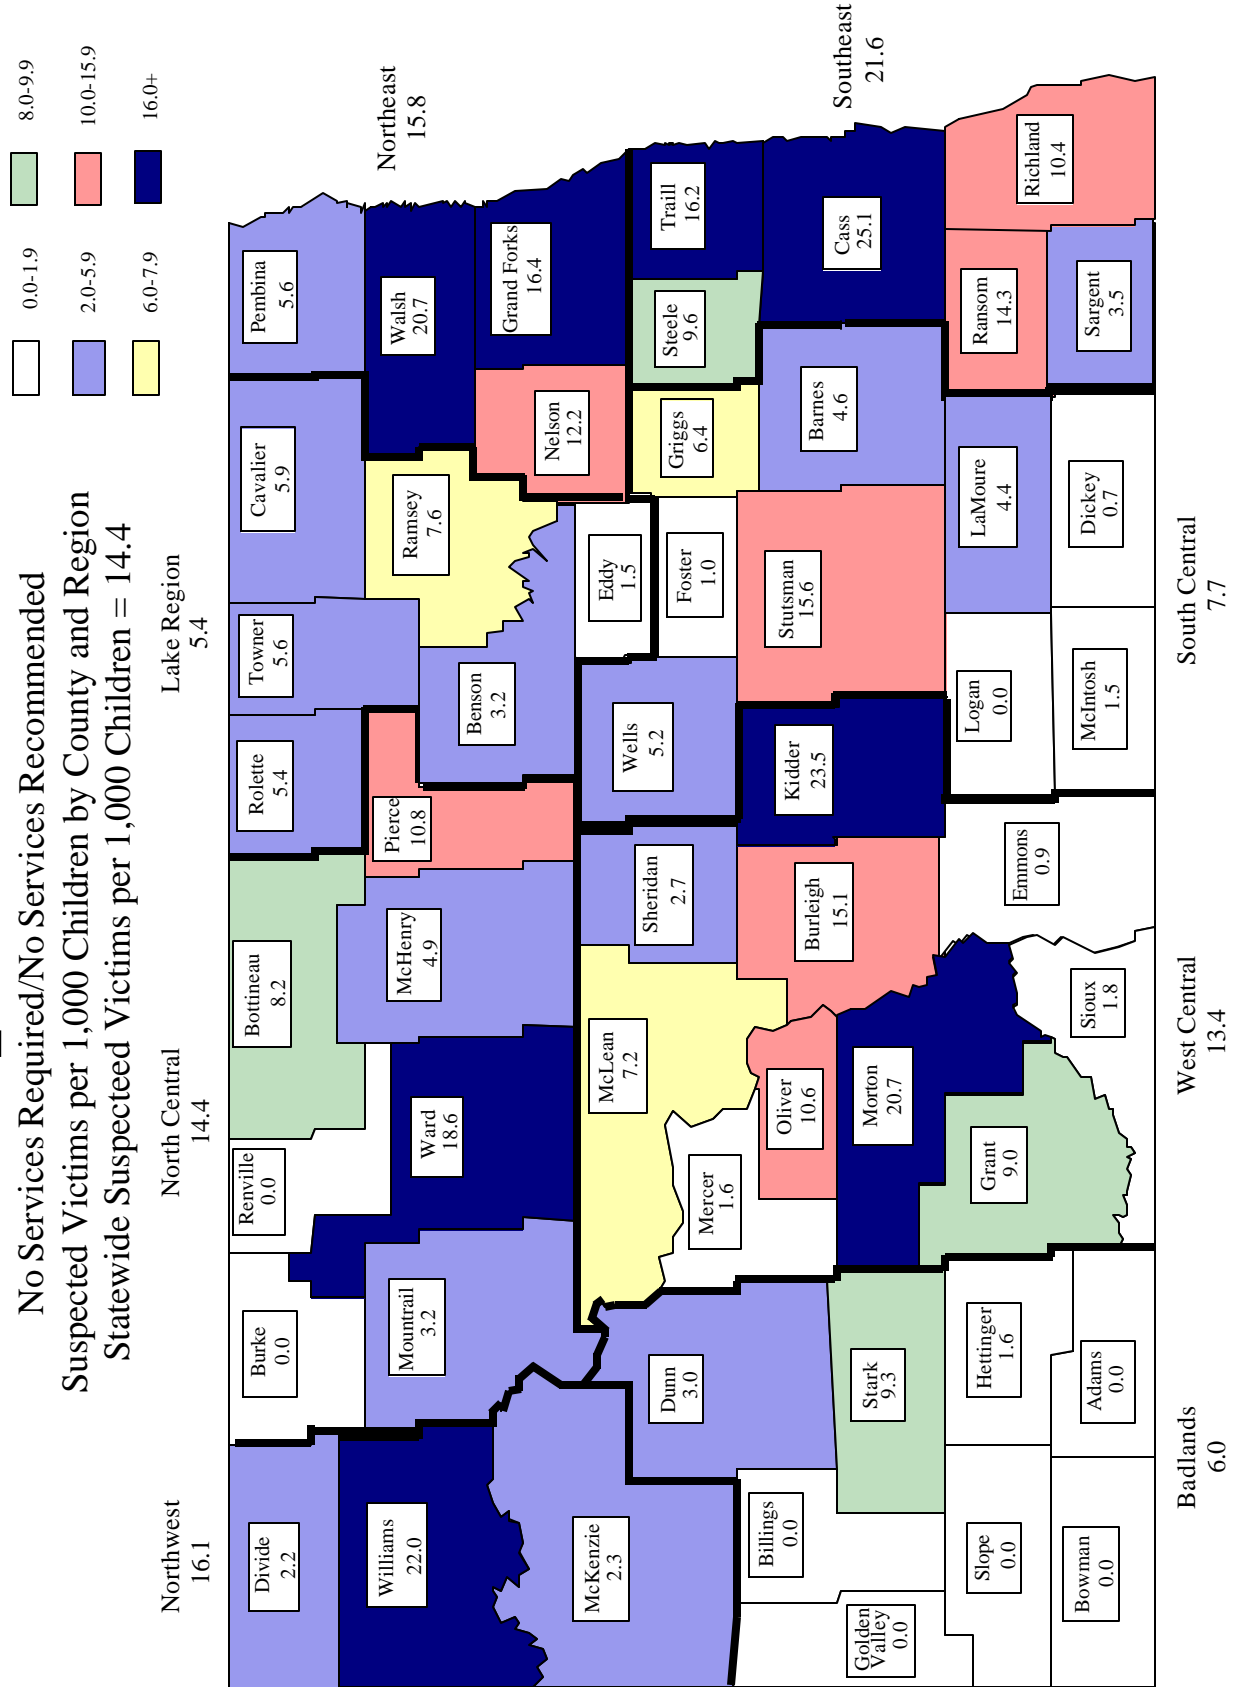 No Services Required/No Services Recommended
Suspected Victims per 1,000 Children by County and Region
Statewide Suspecteed Victims per 1,000 Children = 14.4
0.0-1.9
8.0-9.9
2.0-5.9
10.0-15.9
6.0-7.9
16.0+
Northwest
16.1
North Central
14.4
Lake Region
5.4
Northeast
15.8
Divide
2.2
Burke
0.0
Renville
0.0
Bottineau
8.2
Rolette
5.4
Towner
5.6
Cavalier
5.9
Pembina
5.6
Williams
22.0
Mountrail
3.2
Ward
18.6
McHenry
4.9
Pierce
10.8
Benson
3.2
Ramsey
7.6
Walsh
20.7
Nelson
12.2
Grand Forks
16.4
McKenzie
2.3
Dunn
3.0
McLean
7.2
Mercer
1.6
Sheridan
2.7
Wells
5.2
Eddy
1.5
Foster
1.0
Griggs
6.4
Steele
9.6
Traill
16.2
Billings
0.0
Golden
Valley
0.0
Stark
9.3
Oliver
10.6
Morton
20.7
Burleigh
15.1
Kidder
23.5
Stutsman
15.6
Barnes
4.6
Cass
25.1
Southeast
21.6
Slope
0.0
Hettinger
1.6
Grant
9.0
Sioux
1.8
Emmons
0.9
Logan
0.0
LaMoure
4.4
Ransom
14.3
Richland
10.4
Bowman
0.0
Adams
0.0
McIntosh
1.5
Dickey
0.7
Sargent
3.5
Badlands
6.0
West Central
13.4
South Central
7.7